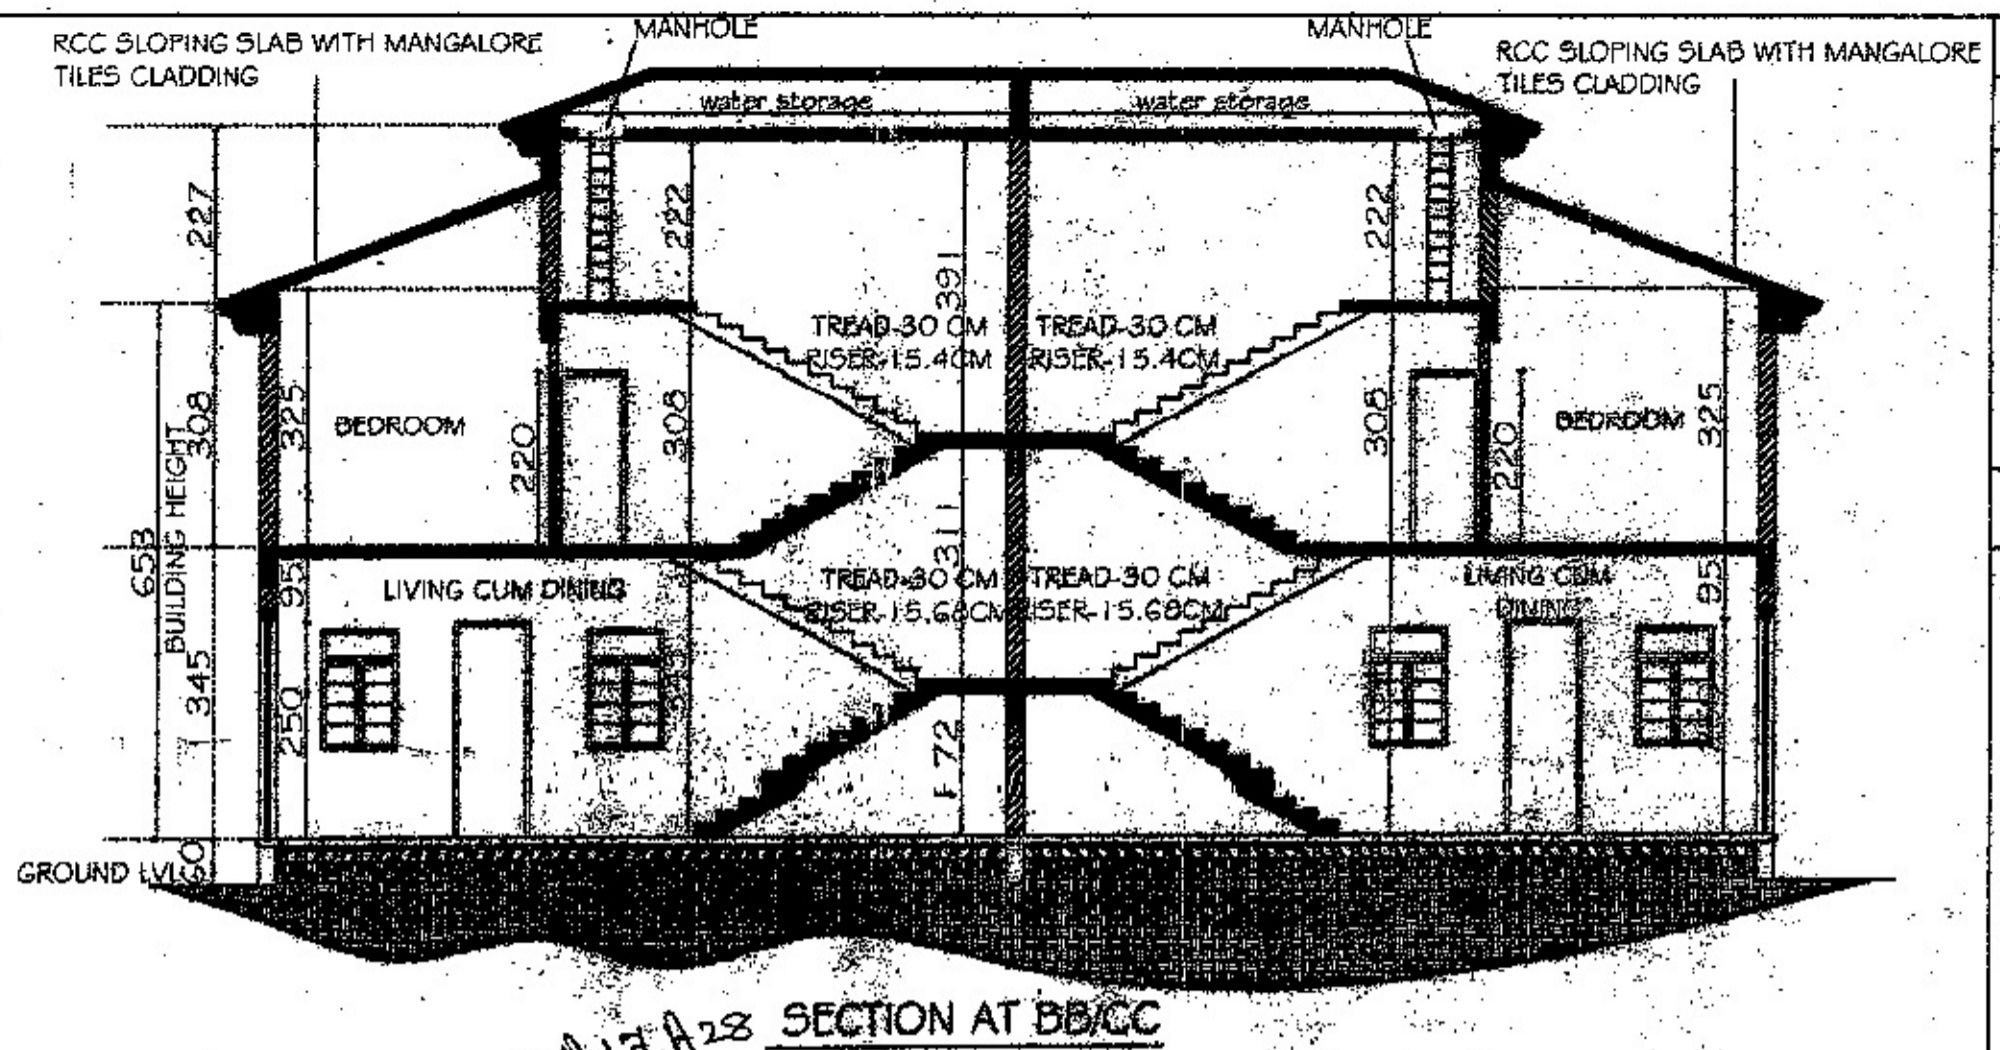 MANHOLE
MANHOLE
RCC SLOPING SLAB WITH MANGALORE
TILES CLADDING
RCC SLOPING SLAB WITH MANGALORE
TILES CLADDING
water storage
water storage
227
222
222
391
TREAD-30 CM
RISER-15.4CM
TREAD-30 CM
RISER-15.4CM
308
325
BEDROOM
220
308
308
220
BEDROOM
325
653
BUILDING HEIGHT
311
95
LIVING CUM DINING
TREAD-30 CM
RISER-15.68CM
TREAD-30 CM
RISER-15.68CM
LIVING CUM
DINING
95
345
250
172
GROUND LVL
60
SECTION AT BB/CC